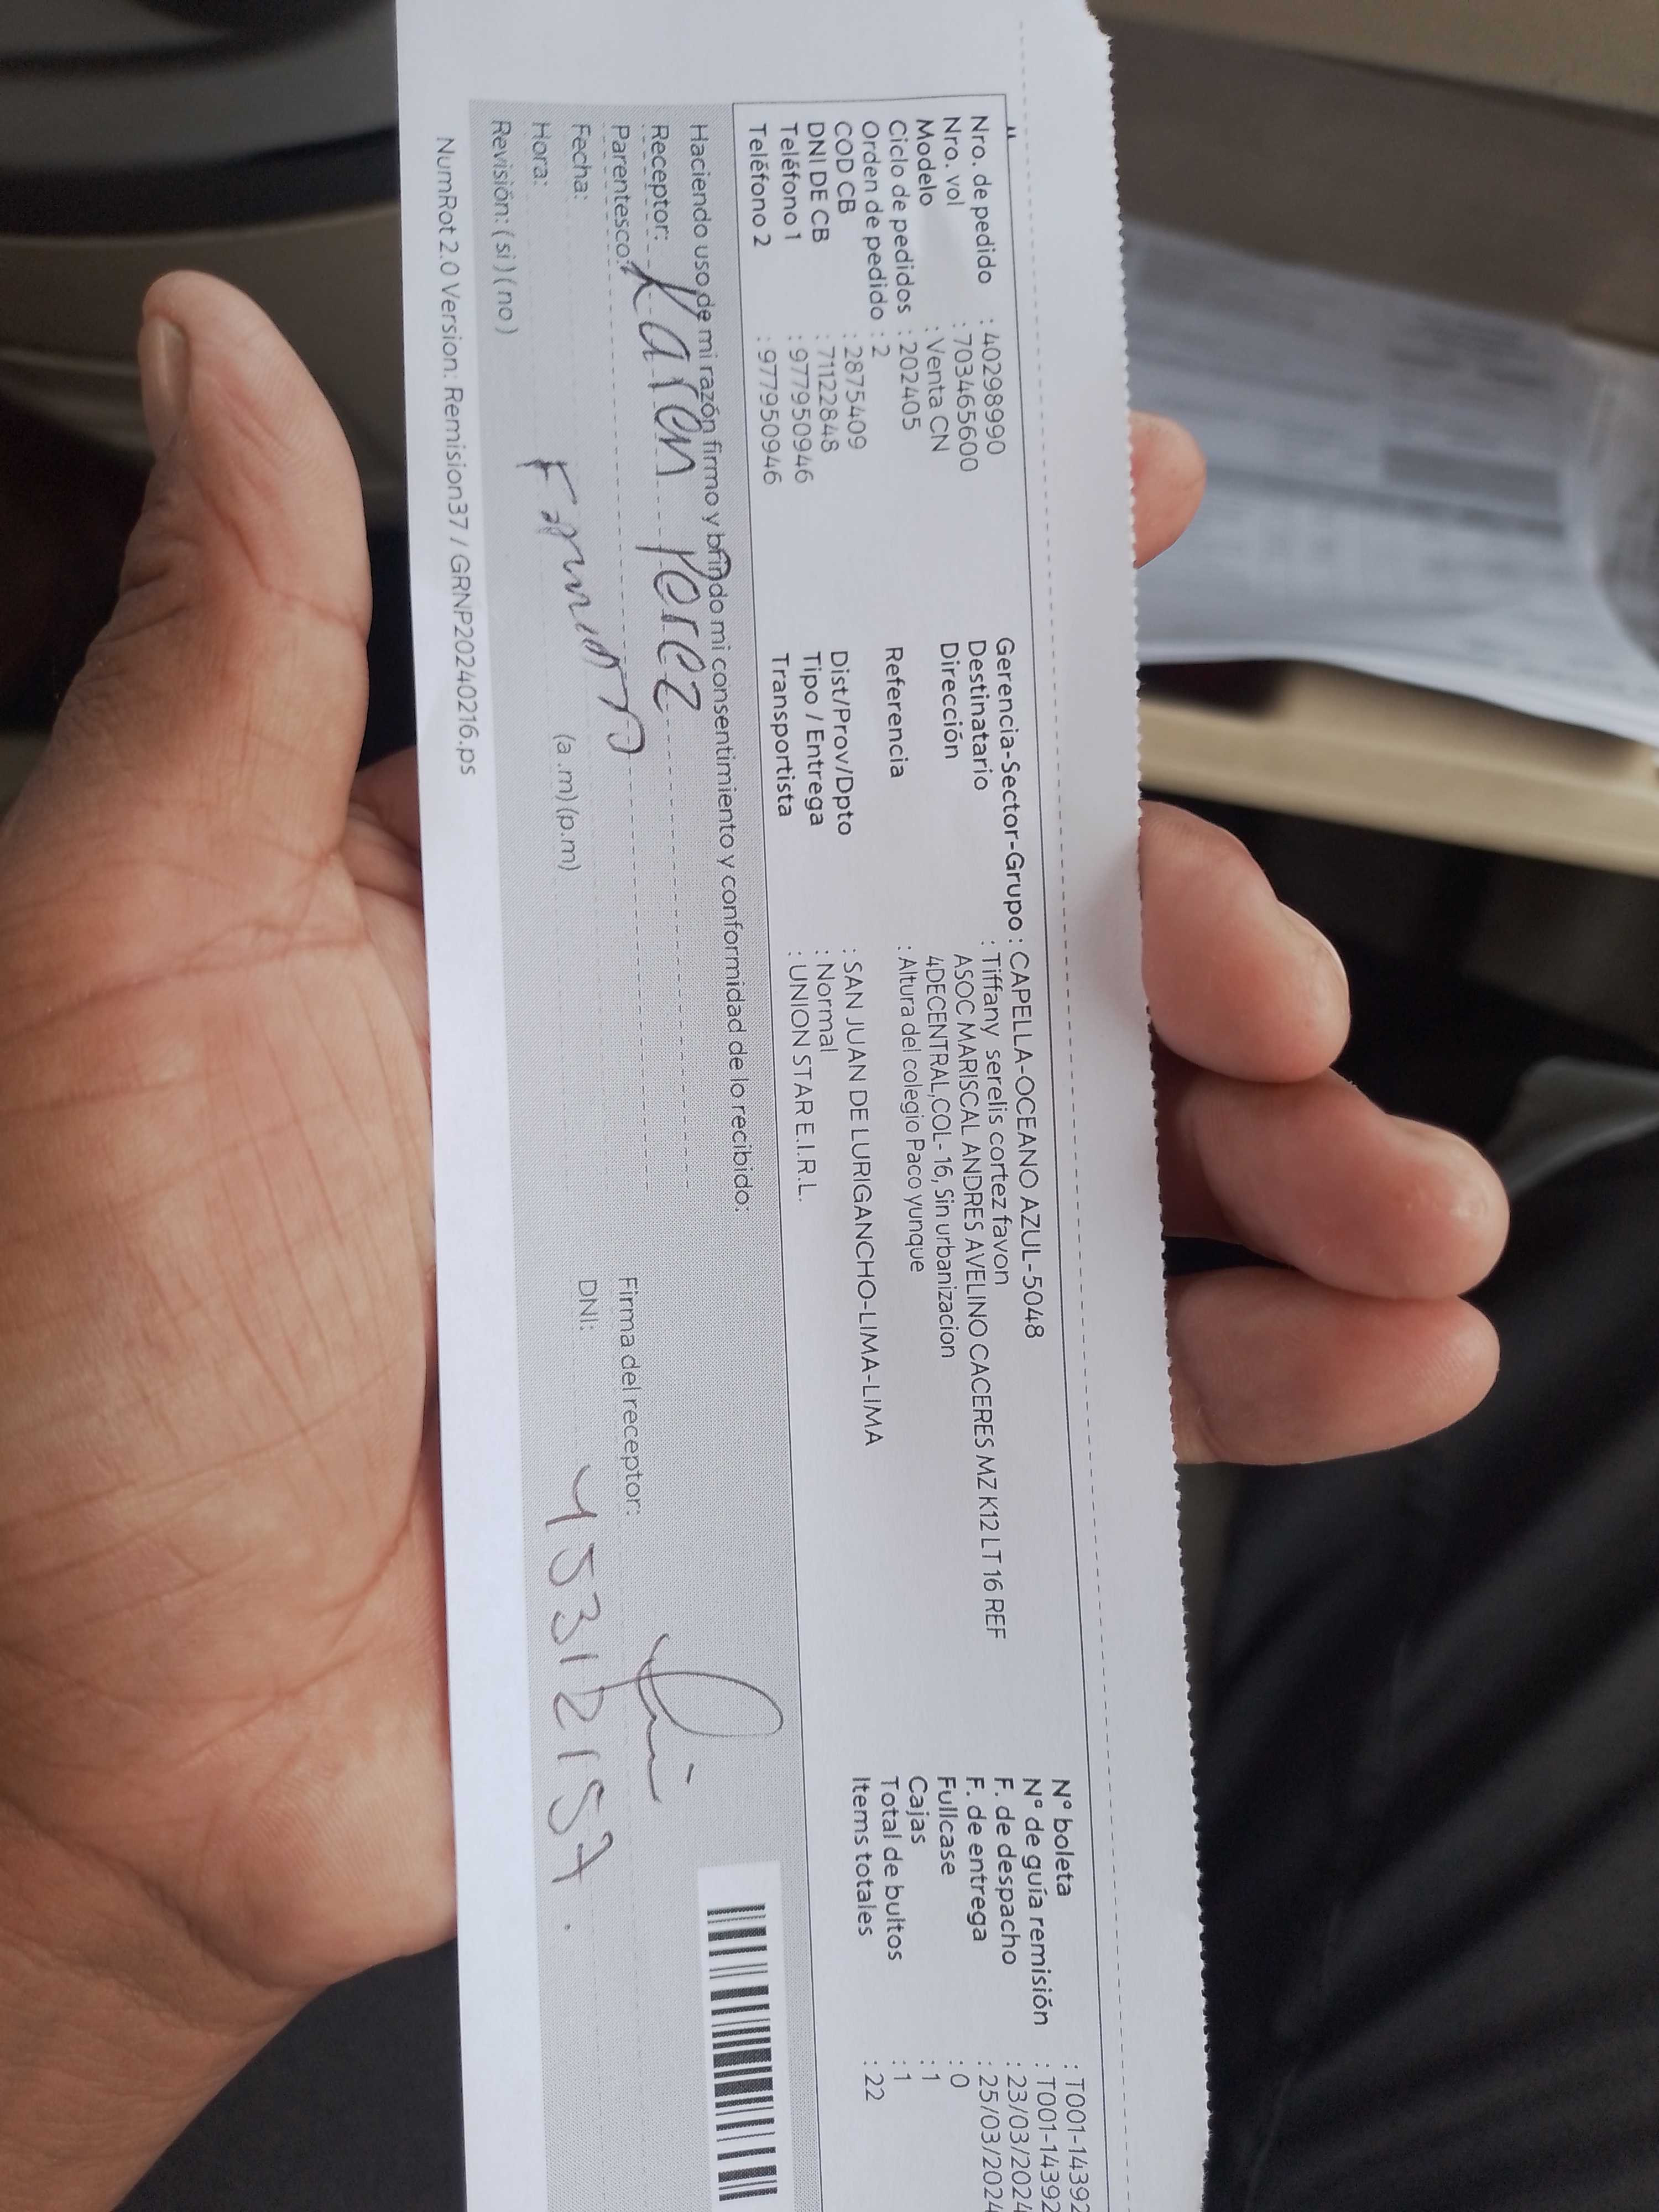 Nro. de pedido : 40298990
Nro. vol : 703465600
Modelo : Venta CN
Ciclo de pedidos : 202405
Orden de pedido : 2
COD CB : 2875409
DNI DE CB : 71122848
Teléfono 1 : 977950946
Teléfono 2 : 977950946
Gerencia-Sector-Grupo : CAPELLA-OCEANO AZUL-5048
Destinatario : Tiffany serelis cortez favon
Dirección ASOC MARISCAL ANDRES AVELINO CACERES MZ K12 LT 16 REF
4DECENTRAL,COL-16, Sin urbanizacion
Referencia : Altura del colegio Paco yunque
Dist/Prov/Dpto : SAN JUAN DE LURIGANCHO-LIMA-LIMA
Tipo / Entrega : Normal
Transportista : UNION STAR E.I.R.L.
Nº boleta : T001-14392
Nº de guía remisión : T001-14392
F. de despacho : 23/03/2024
F. de entrega : 25/03/2024
Fullcase : 0
Cajas : 1
Total de bultos : 1
Items totales : 22
Haciendo uso de mi razón firmo y brindo mi consentimiento y conformidad de lo recibido:
Receptor: Karen Perez
Parentesco:
Fecha:
Hora: (a .m) (p.m)
Revisión: ( si ) ( no )
Firma del receptor:
DNI: 45312157
NumRot 2.0 Version: Remision37 / GRNP20240216.ps